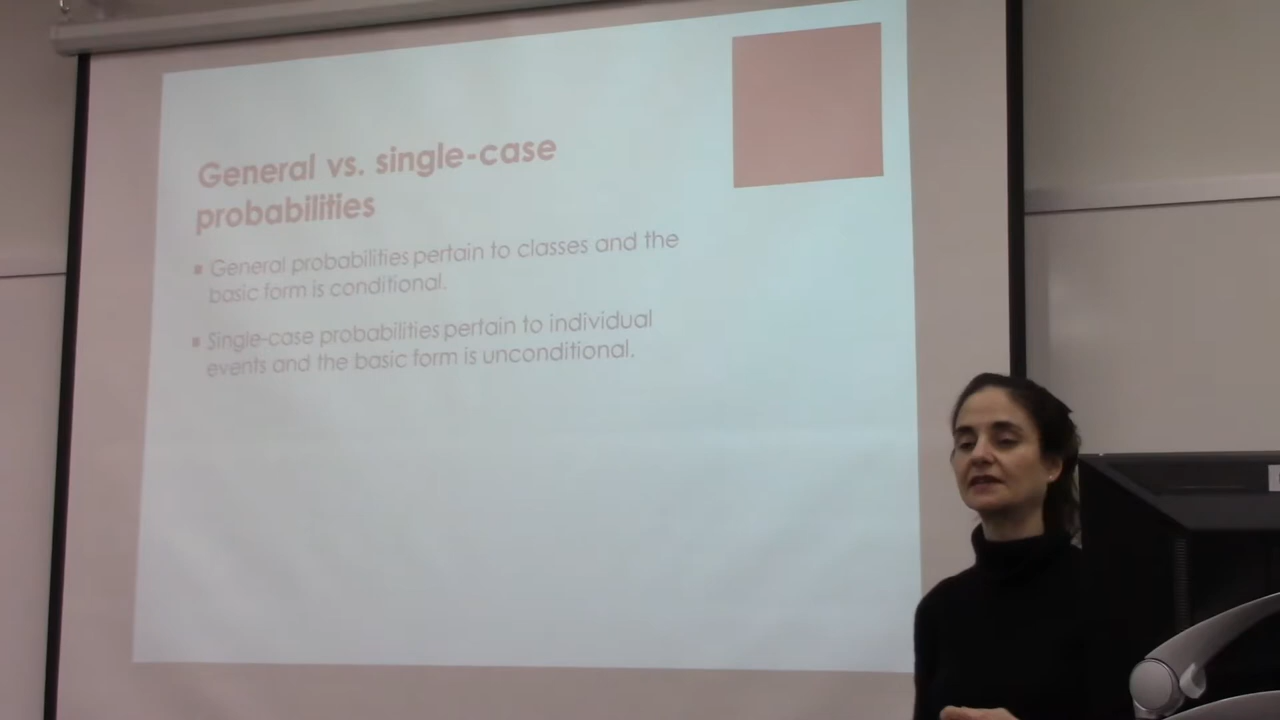 General vs. single-case
probabilities
▪ General probabilities pertain to classes and the
basic form is conditional.
▪ Single-case probabilities pertain to individual
events and the basic form is unconditional.